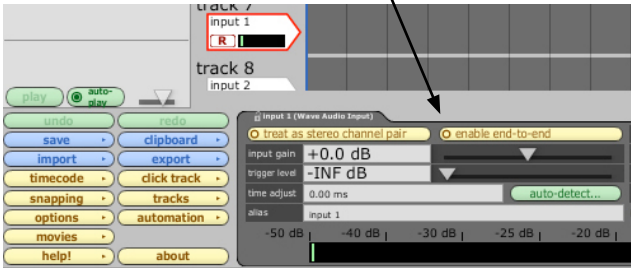 track 7
input 1
R
track 8
input 2
play
auto-play
undo
redo
save
clipboard
import
export
timecode
click track
snapping
tracks
options
automation
movies
help!
about
input 1 (Wave Audio Input)
treat as stereo channel pair
enable end-to-end
input gain
+0.0 dB
trigger level
-INF dB
time adjust
0.00 ms
auto-detect...
alias
input 1
-50 dB
-40 dB
-30 dB
-25 dB
-20 dB